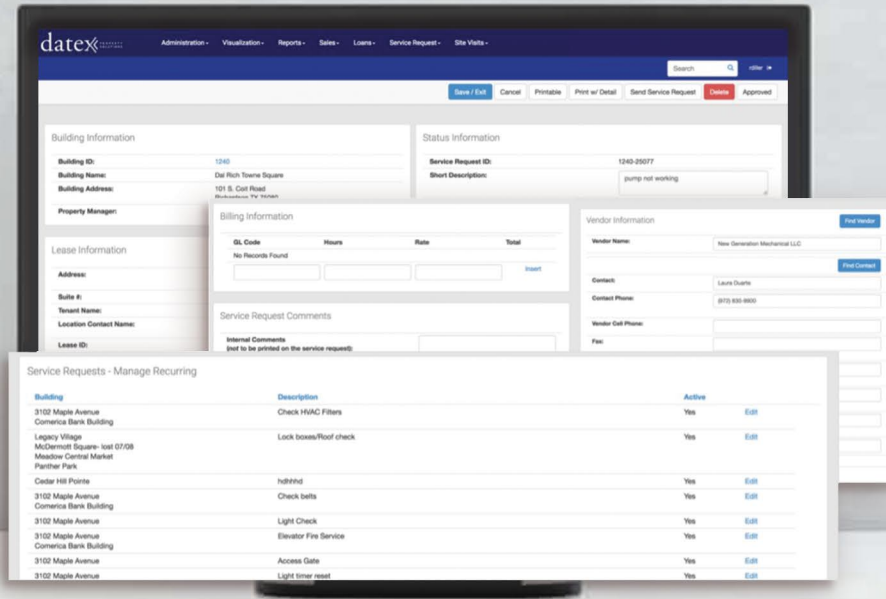 datex PROPERTY SOLUTIONS
Administration Visualization Reports Sales Loans Service Request Site Visits
Search rdiller
Save / Exit Cancel Printable Print w/ Detail Send Service Request Delete Approved
Building Information
Building ID: 1240
Building Name: Dal Rich Towne Square
Building Address: 101 S. Coit Road
Richardson TX 75080
Property Manager:
Status Information
Service Request ID: 1240-25077
Short Description: pump not working
Lease Information
Address:
Suite #:
Tenant Name:
Location Contact Name:
Lease ID:
Billing Information
GL Code Hours Rate Total
No Records Found
Insert
Service Request Comments
Internal Comments
(not to be printed on the service request):
Vendor Information Find Vendor
Vendor Name: New Generation Mechanical LLC
Find Contact
Contact: Laura Duarte
Contact Phone: (972) 930-9900
Vendor Cell Phone:
Fax:
Service Requests - Manage Recurring
Building Description Active
3102 Maple Avenue Check HVAC Filters Yes Edit
Comerica Bank Building
Legacy Village Lock boxes/Roof check Yes Edit
McDermott Square- lost 07/08
Meadow Central Market
Panther Park
Cedar Hill Pointe hdhhhd Yes Edit
3102 Maple Avenue Check belts Yes Edit
Comerica Bank Building
3102 Maple Avenue Light Check Yes Edit
3102 Maple Avenue Elevator Fire Service Yes Edit
Comerica Bank Building
3102 Maple Avenue Access Gate Yes Edit
3102 Maple Avenue Light timer reset Yes Edit